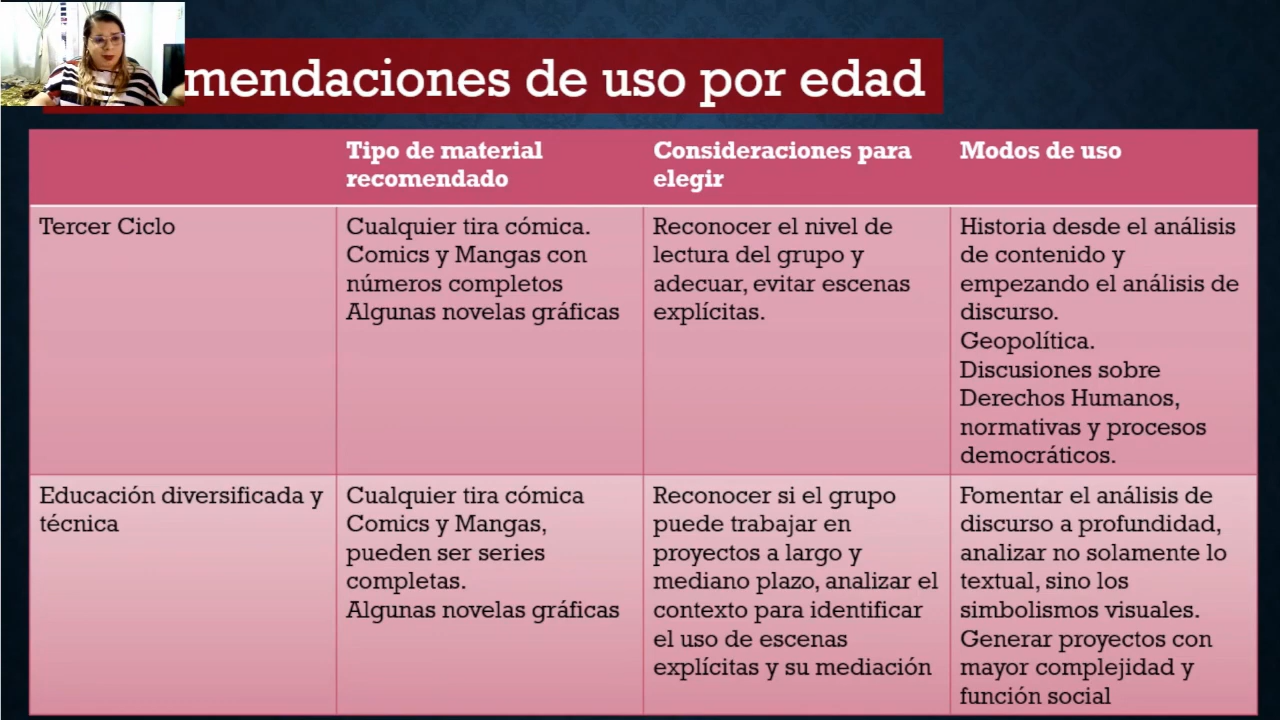 mendaciones de uso por edad
Tipo de material
recomendado
Consideraciones para
elegir
Modos de uso
Tercer Ciclo
Cualquier tira cómica.
Comics y Mangas con
números completos
Algunas novelas gráficas
Reconocer el nivel de
lectura del grupo y
adecuar, evitar escenas
explícitas.
Historia desde el análisis
de contenido y
empezando el análisis de
discurso.
Geopolítica.
Discusiones sobre
Derechos Humanos,
normativas y procesos
democráticos.
Educación diversificada y
técnica
Cualquier tira cómica
Comics y Mangas,
pueden ser series
completas.
Algunas novelas gráficas
Reconocer si el grupo
puede trabajar en
proyectos a largo y
mediano plazo, analizar el
contexto para identificar
el uso de escenas
explícitas y su mediación
Fomentar el análisis de
discurso a profundidad,
analizar no solamente lo
textual, sino los
simbolismos visuales.
Generar proyectos con
mayor complejidad y
función social